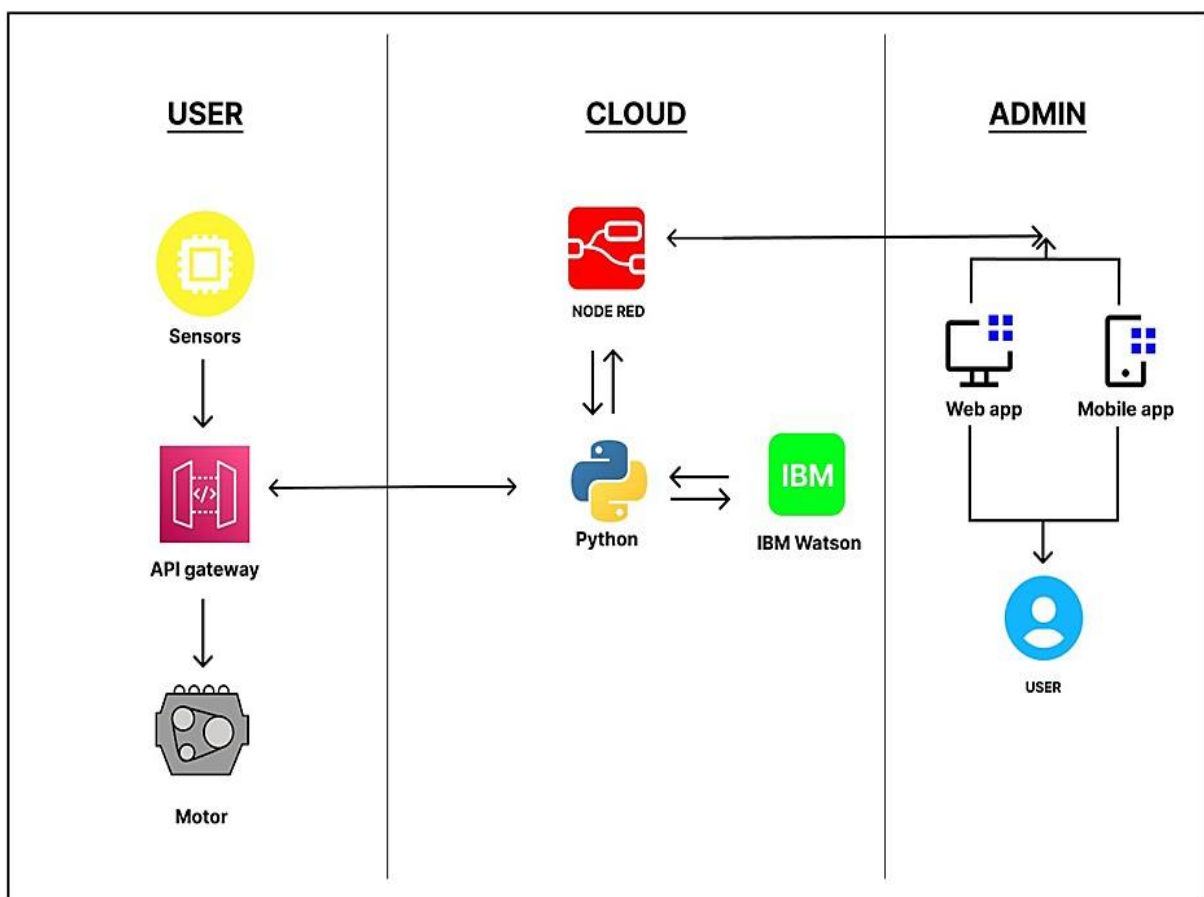 USER
CLOUD
ADMIN
Sensors
NODE RED
Web app
Mobile app
</>
API gateway
Python
IBM
IBM Watson
USER
Motor